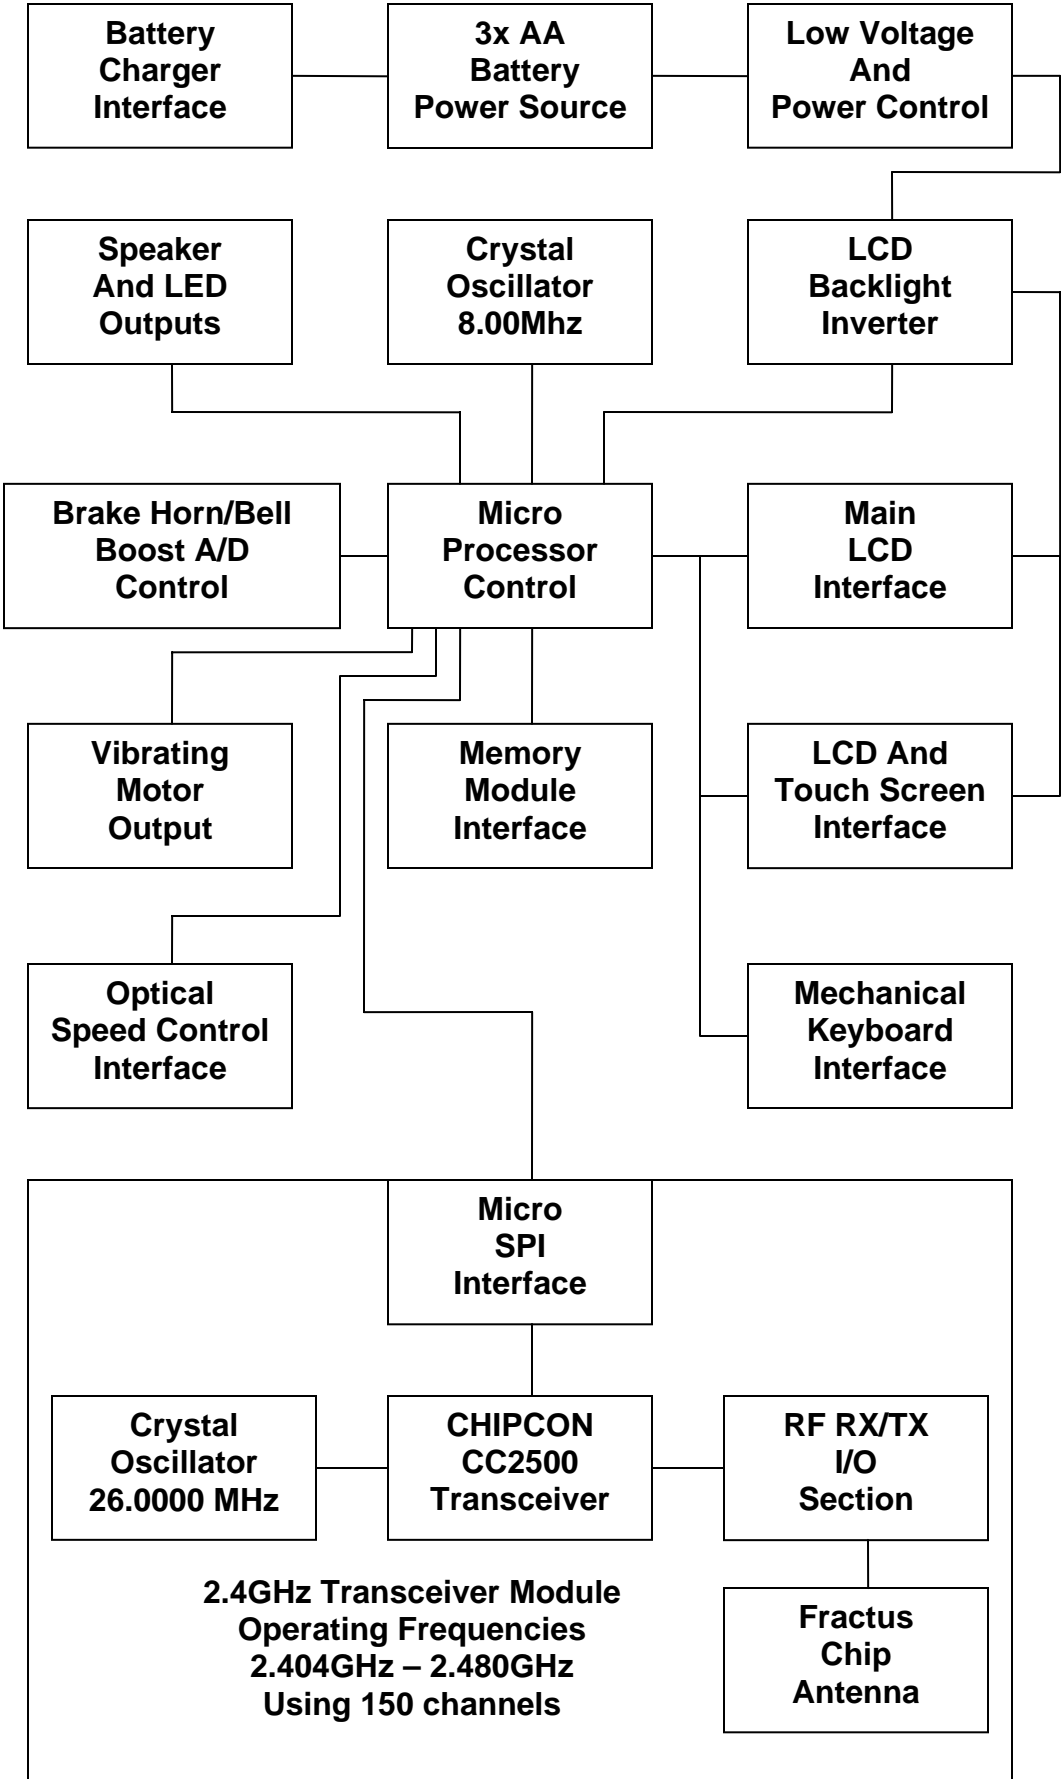 Battery
Charger
Interface
3x AA
Battery
Power Source
Low Voltage
And
Power Control
Speaker
And LED
Outputs
Crystal
Oscillator
8.00Mhz
LCD
Backlight
Inverter
Brake Horn/Bell
Boost A/D
Control
Micro
Processor
Control
Main
LCD
Interface
Vibrating
Motor
Output
Memory
Module
Interface
LCD And
Touch Screen
Interface
Optical
Speed Control
Interface
Mechanical
Keyboard
Interface
Micro
SPI
Interface
Crystal
Oscillator
26.0000 MHz
CHIPCON
CC2500
Transceiver
RF RX/TX
I/O
Section
2.4GHz Transceiver Module
Operating Frequencies
2.404GHz – 2.480GHz
Using 150 channels
Fractus
Chip
Antenna